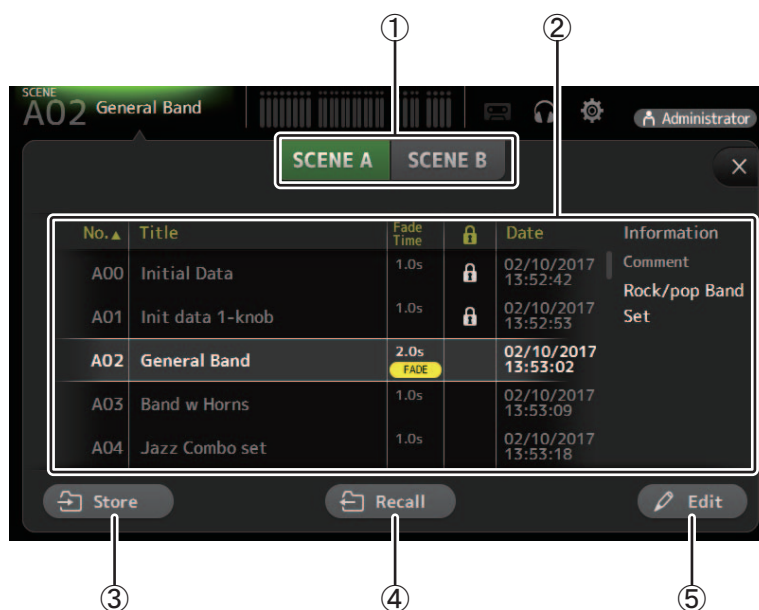 ① ②
SCENE
A02 General Band
Administrator
SCENE A SCENE B
No.▲ Title Fade Time Date Information
A00 Initial Data 1.0s 02/10/2017 13:52:42
Comment
Rock/pop Band
Set
A01 Init data 1-knob 1.0s 02/10/2017 13:52:53
A02 General Band 2.0s FADE 02/10/2017 13:53:02
A03 Band w Horns 1.0s 02/10/2017 13:53:09
A04 Jazz Combo set 1.0s 02/10/2017 13:53:18
Store Recall Edit
③ ④ ⑤